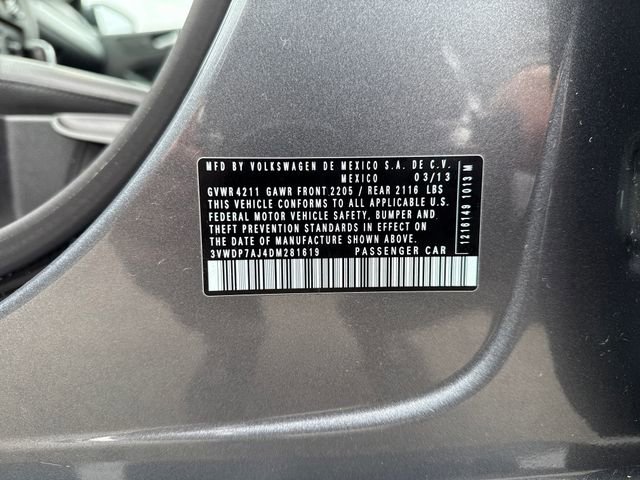 MFD BY VOLKSWAGEN DE MEXICO S.A. DE C.V.
MEXICO 03/13
GVWR 4211 GAWR FRONT 2205 / REAR 2116 LBS
THIS VEHICLE CONFORMS TO ALL APPLICABLE U.S.
FEDERAL MOTOR VEHICLE SAFETY, BUMPER AND
THEFT PREVENTION STANDARDS IN EFFECT ON
THE DATE OF MANUFACTURE SHOWN ABOVE.
3VWDP7AJ4DM281619 PASSENGER CAR
1216149 1013 M